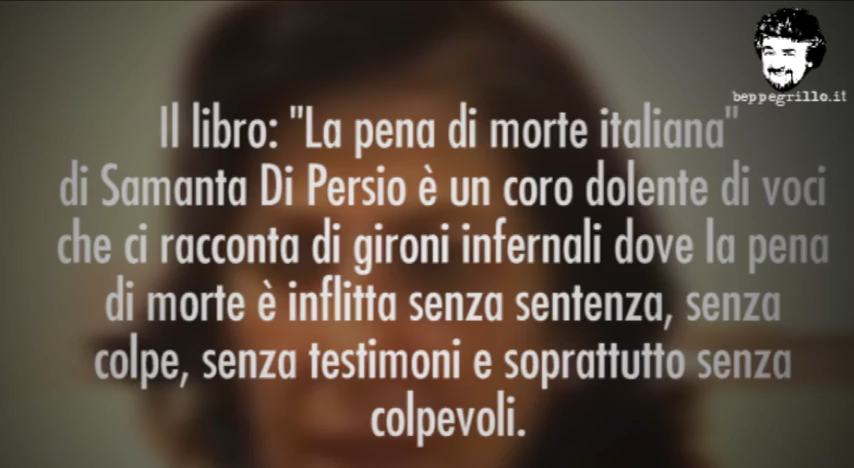 beppegrillo.it
Il libro: "La pena di morte italiana"
di Samanta Di Persio è un coro dolente di voci
che ci racconta di gironi infernali dove la pena
di morte è inflitta senza sentenza, senza
colpe, senza testimoni e soprattutto senza
colpevoli.